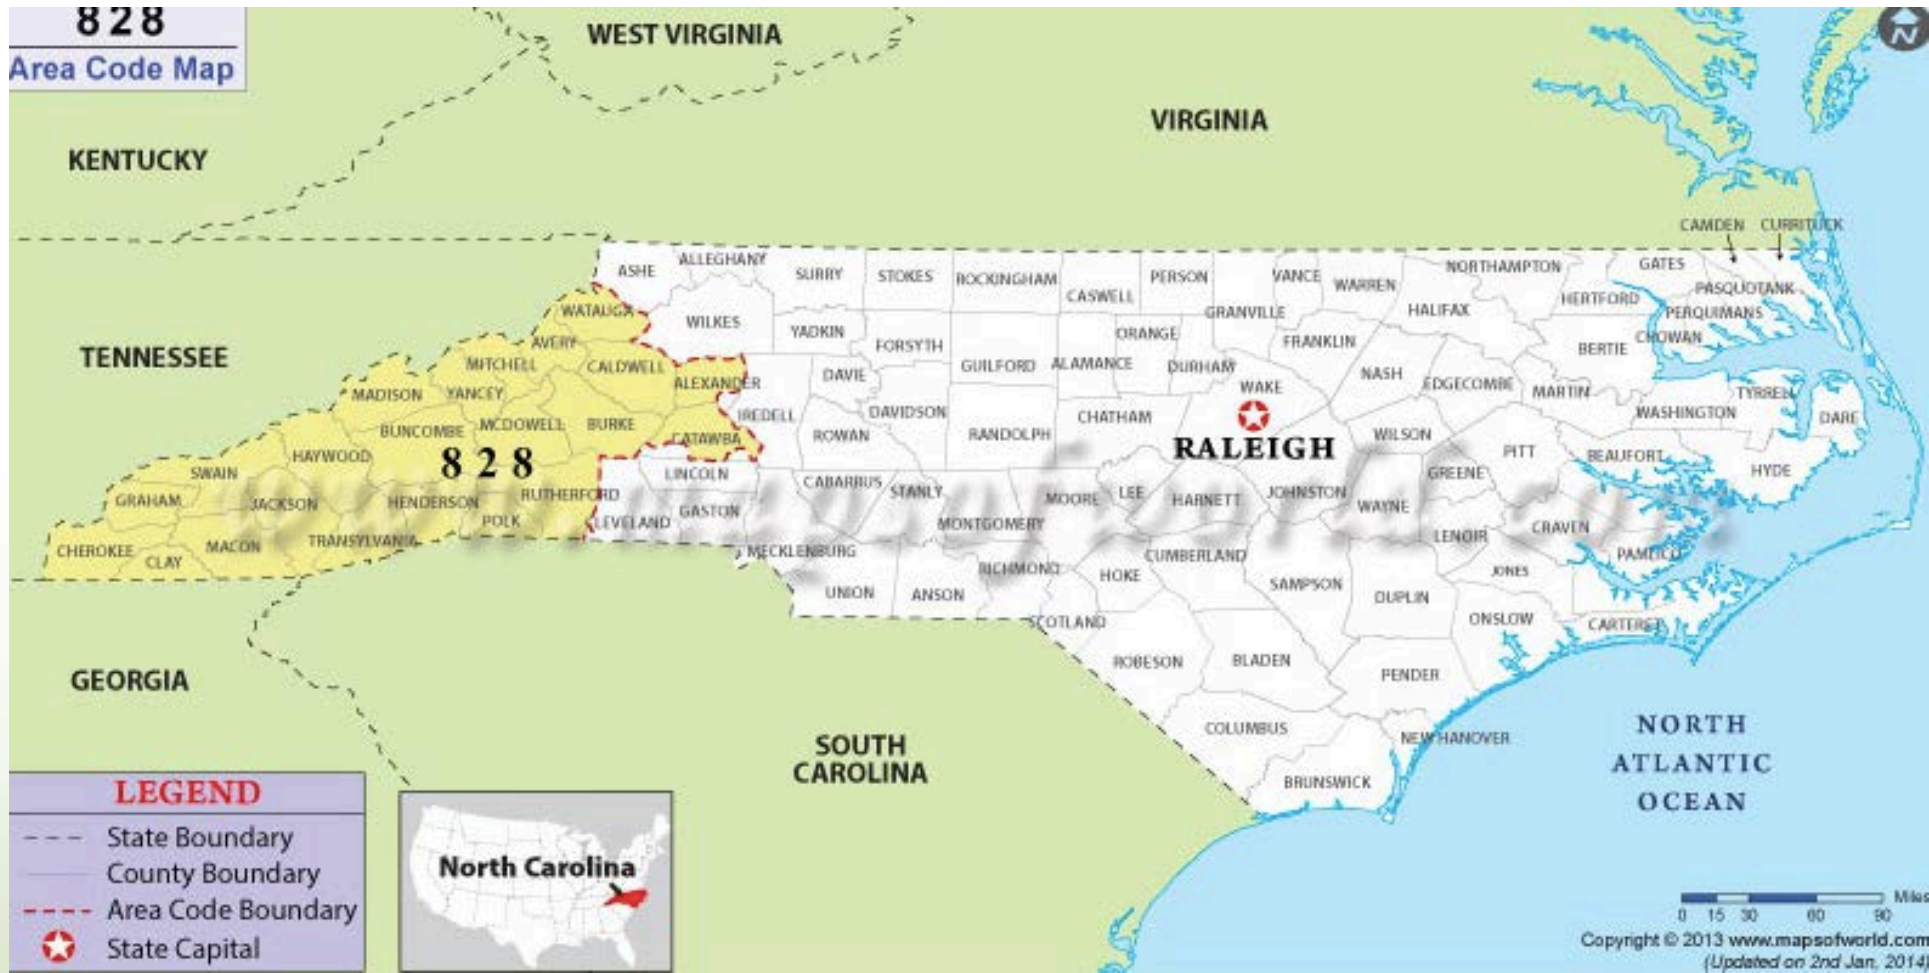 828
Area Code Map
WEST VIRGINIA
VIRGINIA
KENTUCKY
TENNESSEE
GEORGIA
SOUTH
CAROLINA
NORTH
ATLANTIC
OCEAN
N
CAMDEN
CURRITUCK
ASHE
ALLEGHANY
SURRY
STOKES
ROCKINGHAM
CASWELL
PERSON
VANCE
WARREN
NORTHAMPTON
GATES
HERTFORD
PASQUOTANK
PERQUIMANS
CHOWAN
WATAUGA
WILKES
YADKIN
FORSYTH
GUILFORD
ALAMANCE
ORANGE
DURHAM
GRANVILLE
FRANKLIN
HALIFAX
BERTIE
AVERY
MITCHELL
CALDWELL
ALEXANDER
DAVIE
WAKE
NASH
EDGECOMBE
MARTIN
WASHINGTON
TYRRELL
DARE
MADISON
YANCEY
BUNCOMBE
MCDOWELL
BURKE
CATAWBA
IREDELL
ROWAN
DAVIDSON
RANDOLPH
CHATHAM
RALEIGH
WILSON
PITT
BEAUFORT
HYDE
HAYWOOD
828
SWAIN
GRAHAM
JACKSON
HENDERSON
RUTHERFORD
POLK
LINCOLN
GASTON
LEVELAND
CABARRUS
STANLY
MONTGOMERY
MOORE
LEE
HARNETT
JOHNSTON
WAYNE
GREENE
LENOIR
CRAVEN
PAMLICO
www.mapsofworld.com
CHEROKEE
CLAY
MACON
TRANSYLVANIA
MECKLENBURG
UNION
ANSON
RICHMOND
SCOTLAND
HOKE
CUMBERLAND
SAMPSON
DUPLIN
JONES
ONSLOW
CARTERET
ROBESON
BLADEN
PENDER
COLUMBUS
NEW HANOVER
BRUNSWICK
LEGEND
State Boundary
County Boundary
Area Code Boundary
State Capital
North Carolina
Miles
0 15 30 60 90
Copyright © 2013 www.mapsofworld.com
(Updated on 2nd Jan, 2014)